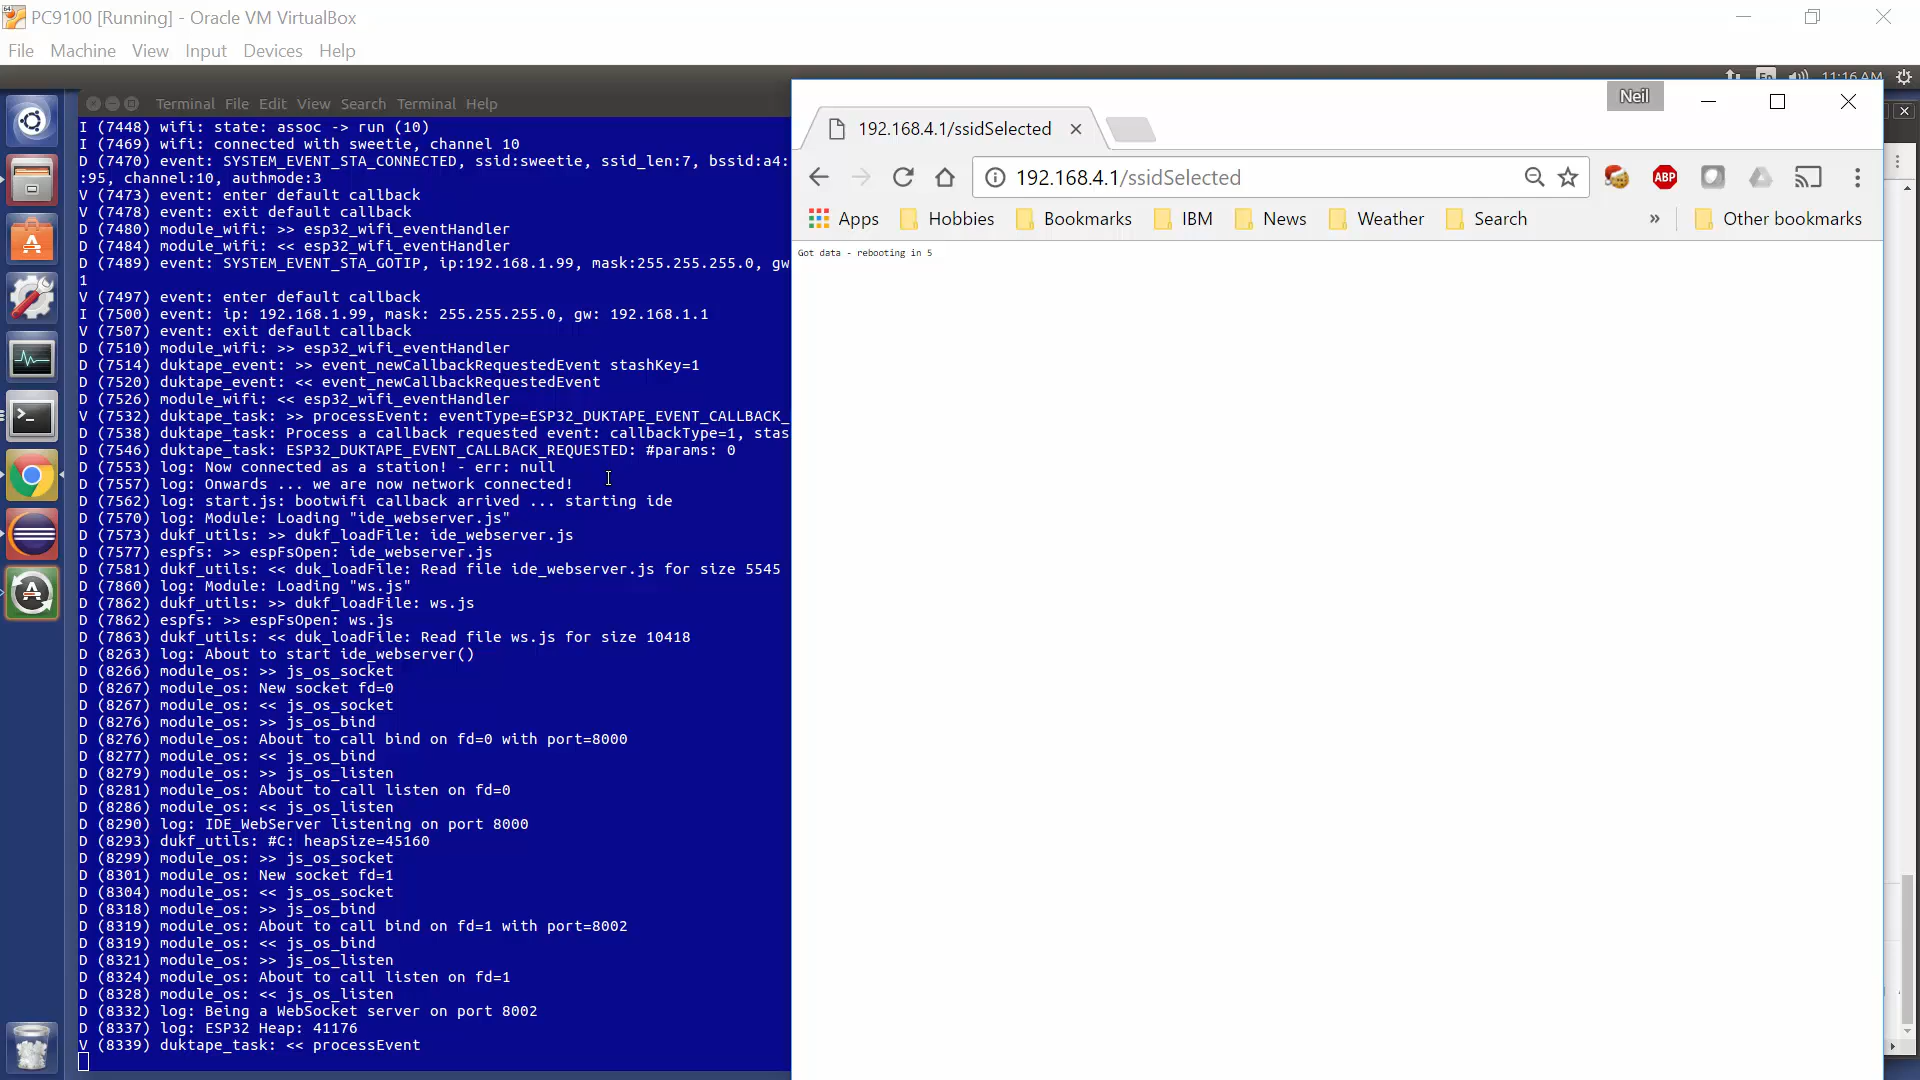 PC9100 [Running] - Oracle VM VirtualBox
File Machine View Input Devices Help
11:16 AM
Terminal File Edit View Search Terminal Help
I (7448) wifi: state: assoc -> run (10)
I (7469) wifi: connected with sweetie, channel 10
D (7470) event: SYSTEM_EVENT_STA_CONNECTED, ssid:sweetie, ssid_len:7, bssid:a4:
:95, channel:10, authmode:3
V (7473) event: enter default callback
V (7478) event: exit default callback
D (7480) module_wifi: >> esp32_wifi_eventHandler
D (7484) module_wifi: << esp32_wifi_eventHandler
D (7489) event: SYSTEM_EVENT_STA_GOTIP, ip:192.168.1.99, mask:255.255.255.0, gw
1
V (7497) event: enter default callback
I (7500) event: ip: 192.168.1.99, mask: 255.255.255.0, gw: 192.168.1.1
V (7507) event: exit default callback
D (7510) module_wifi: >> esp32_wifi_eventHandler
D (7514) duktape_event: >> event_newCallbackRequestedEvent stashKey=1
D (7520) duktape_event: << event_newCallbackRequestedEvent
D (7526) module_wifi: << esp32_wifi_eventHandler
V (7532) duktape_task: >> processEvent: eventType=ESP32_DUKTAPE_EVENT_CALLBACK_
D (7538) duktape_task: Process a callback requested event: callbackType=1, stas
D (7546) duktape_task: ESP32_DUKTAPE_EVENT_CALLBACK_REQUESTED: #params: 0
D (7553) log: Now connected as a station! - err: null
D (7557) log: Onwards ... we are now network connected!
D (7562) log: start.js: bootwifi callback arrived ... starting ide
D (7570) log: Module: Loading "ide_webserver.js"
D (7573) dukf_utils: >> dukf_loadFile: ide_webserver.js
D (7577) espfs: >> espFsOpen: ide_webserver.js
D (7581) dukf_utils: << duk_loadFile: Read file ide_webserver.js for size 5545
D (7860) log: Module: Loading "ws.js"
D (7862) dukf_utils: >> dukf_loadFile: ws.js
D (7862) espfs: >> espFsOpen: ws.js
D (7863) dukf_utils: << duk_loadFile: Read file ws.js for size 10418
D (8263) log: About to start ide_webserver()
D (8266) module_os: >> js_os_socket
D (8267) module_os: New socket fd=0
D (8267) module_os: << js_os_socket
D (8276) module_os: >> js_os_bind
D (8276) module_os: About to call bind on fd=0 with port=8000
D (8277) module_os: << js_os_bind
D (8279) module_os: >> js_os_listen
D (8281) module_os: About to call listen on fd=0
D (8286) module_os: << js_os_listen
D (8290) log: IDE_WebServer listening on port 8000
D (8293) dukf_utils: #C: heapSize=45160
D (8299) module_os: >> js_os_socket
D (8301) module_os: New socket fd=1
D (8304) module_os: << js_os_socket
D (8318) module_os: >> js_os_bind
D (8319) module_os: About to call bind on fd=1 with port=8002
D (8319) module_os: << js_os_bind
D (8321) module_os: >> js_os_listen
D (8324) module_os: About to call listen on fd=1
D (8328) module_os: << js_os_listen
D (8332) log: Being a WebSocket server on port 8002
D (8337) log: ESP32 Heap: 41176
V (8339) duktape_task: << processEvent
Neil
192.168.4.1/ssidSelected
192.168.4.1/ssidSelected
ABP
Apps Hobbies Bookmarks IBM News Weather Search » Other bookmarks
Got data - rebooting in 5